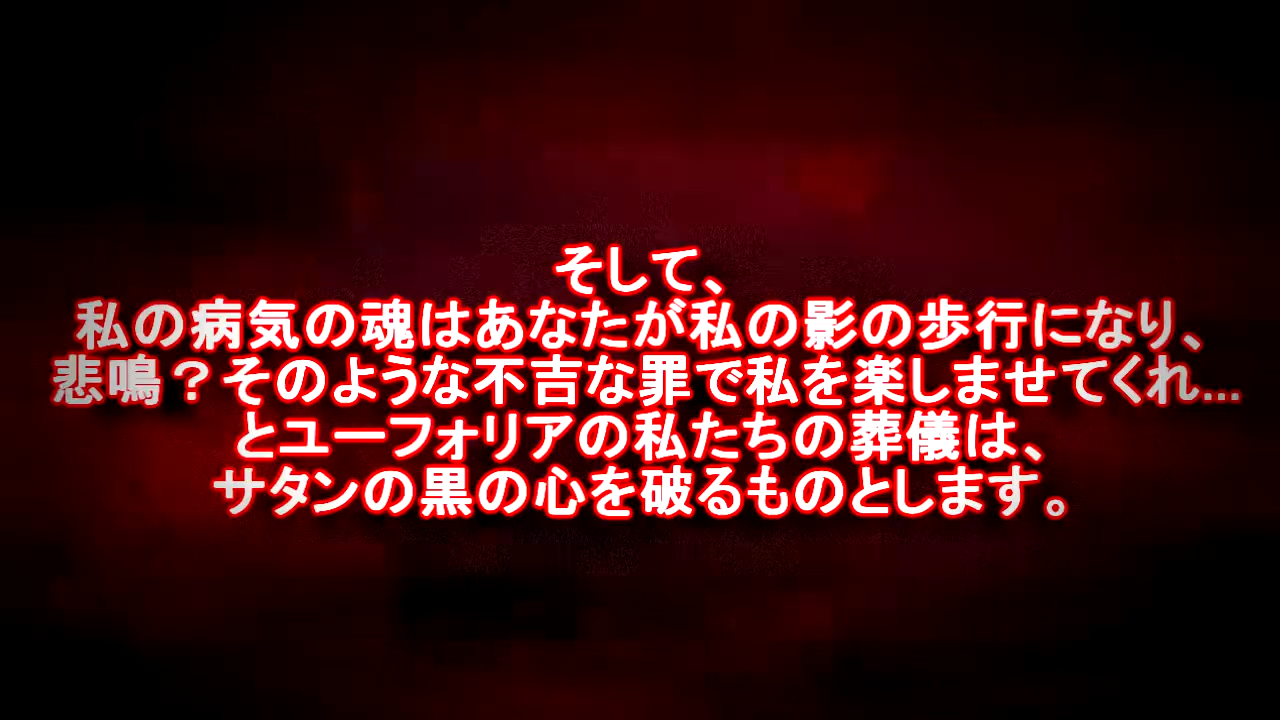 そして、
私の病気の魂はあなたが私の影の歩行になり、
悲鳴？そのような不吉な罪で私を楽しませてくれ...
とユーフォリアの私たちの葬儀は、
サタンの黒の心を破るものとします。